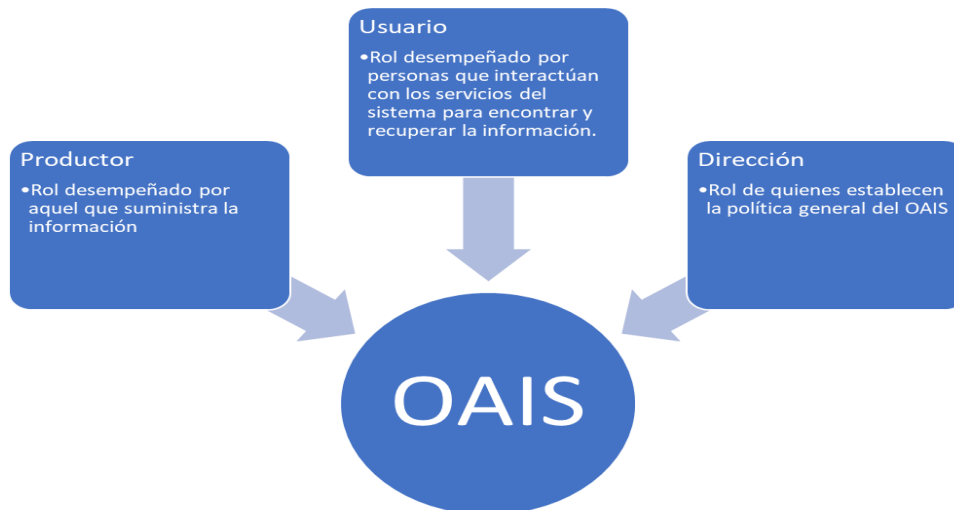 Usuario
•Rol desempeñado por
personas que interactúan
con los servicios del
sistema para encontrar y
recuperar la información.
Productor
•Rol desempeñado por
aquel que suministra la
información
Dirección
•Rol de quienes establecen
la política general del OAIS
OAIS